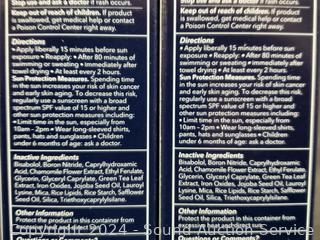 Stop use and ask a doctor if rash occurs.
Keep out of reach of children. If product
is swallowed, get medical help or contact
a Poison Control Center right away.
Directions
• Apply liberally 15 minutes before sun
exposure • Reapply: • After 80 minutes of
swimming or sweating • immediately after
towel drying • At least every 2 hours.
Sun Protection Measures. Spending time
in the sun increases your risk of skin cancer
and early skin aging. To decrease this risk,
regularly use a sunscreen with a broad
spectrum SPF value of 15 or higher and
other sun protection measures including:
• Limit time in the sun, especially from
10am – 2pm • Wear long-sleeved shirts,
pants, hats and sunglasses • Children
under 6 months of age: ask a doctor.
Inactive Ingredients
Bisabolol, Boron Nitride, Caprylhydroxamic
Acid, Chamomile Flower Extract, Ethyl Ferulate,
Glycerin, Glyceryl Caprylate, Green Tea Leaf
Extract, Iron Oxides, Jojoba Seed Oil, Lauroyl
Lysine, Mica, Rice Lipids, Rice Starch, Safflower
Seed Oil, Silica, Triethoxycaprylylsilane.
Other Information
Protect the product in this container from
Questions or Comments?
Stop use and ask a doctor if rash occurs.
Keep out of reach of children. If product
is swallowed, get medical help or contact
a Poison Control Center right away.
Directions
• Apply liberally 15 minutes before sun
exposure • Reapply: • After 80 minutes of
swimming or sweating • immediately after
towel drying • At least every 2 hours.
Sun Protection Measures. Spending time
in the sun increases your risk of skin cancer
and early skin aging. To decrease this risk,
regularly use a sunscreen with a broad
spectrum SPF value of 15 or higher and
other sun protection measures including:
• Limit time in the sun, especially from
10am – 2pm • Wear long-sleeved shirts,
pants, hats and sunglasses • Children
under 6 months of age: ask a doctor.
Inactive Ingredients
Bisabolol, Boron Nitride, Caprylhydroxamic
Acid, Chamomile Flower Extract, Ethyl Ferulate,
Glycerin, Glyceryl Caprylate, Green Tea Leaf
Extract, Iron Oxides, Jojoba Seed Oil, Lauroyl
Lysine, Mica, Rice Lipids, Rice Starch, Safflower
Seed Oil, Silica, Triethoxycaprylylsilane.
Other Information
Protect the product in this container from
Questions or Comments?
Copyright 2024 - Sound Auction Service